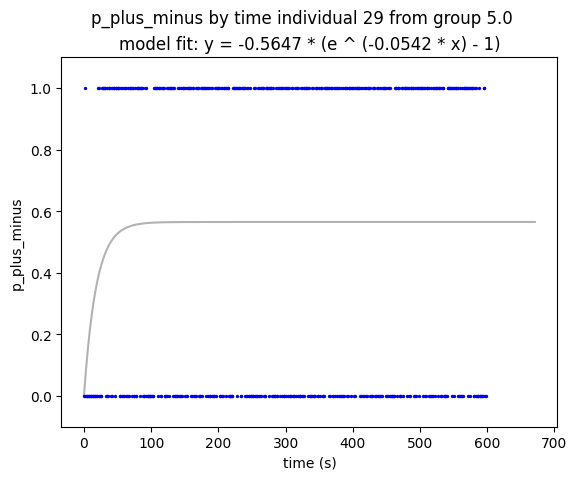 p_plus_minus by time individual 29 from group 5.0
model fit: y = -0.5647 * (e ^ (-0.0542 * x) - 1)
1.0
0.8
0.6
0.4
0.2
0.0
p_plus_minus
0 100 200 300 400 500 600 700
time (s)